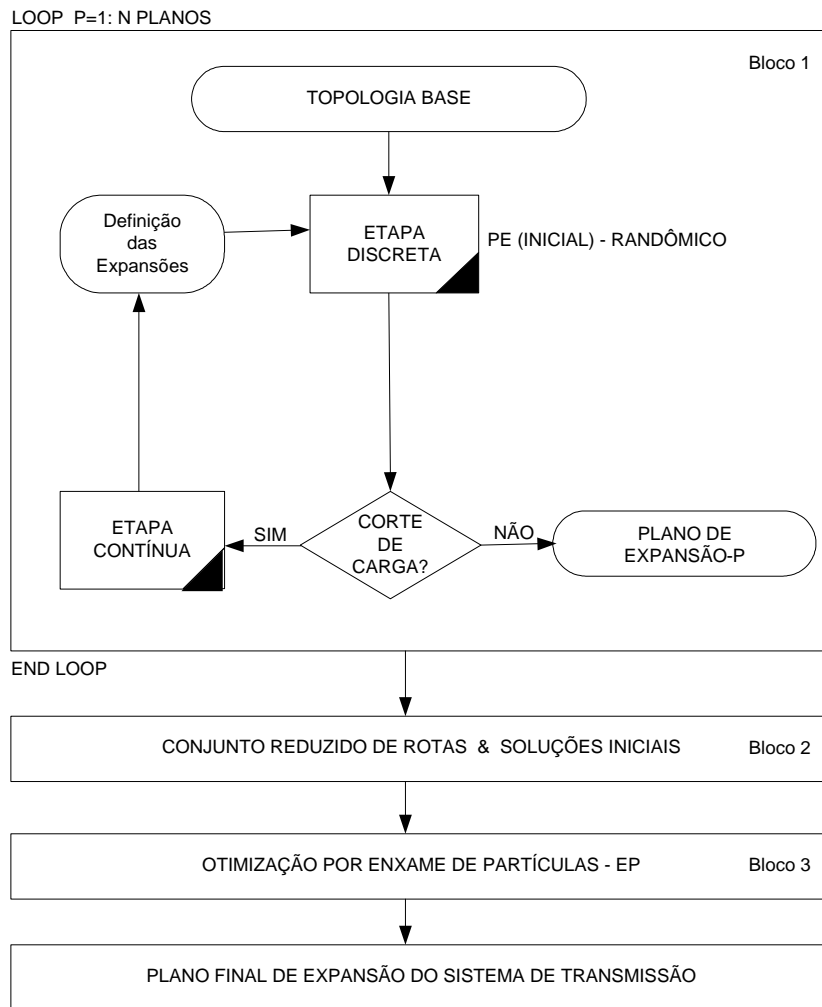 LOOP P=1: N PLANOS
Bloco 1
TOPOLOGIA BASE
Definição
das
Expansões
ETAPA
DISCRETA
PE (INICIAL) - RANDÔMICO
ETAPA
CONTÍNUA
SIM
CORTE
DE
CARGA?
NÃO
PLANO DE
EXPANSÃO-P
END LOOP
CONJUNTO REDUZIDO DE ROTAS & SOLUÇÕES INICIAIS
Bloco 2
OTIMIZAÇÃO POR ENXAME DE PARTÍCULAS - EP
Bloco 3
PLANO FINAL DE EXPANSÃO DO SISTEMA DE TRANSMISSÃO